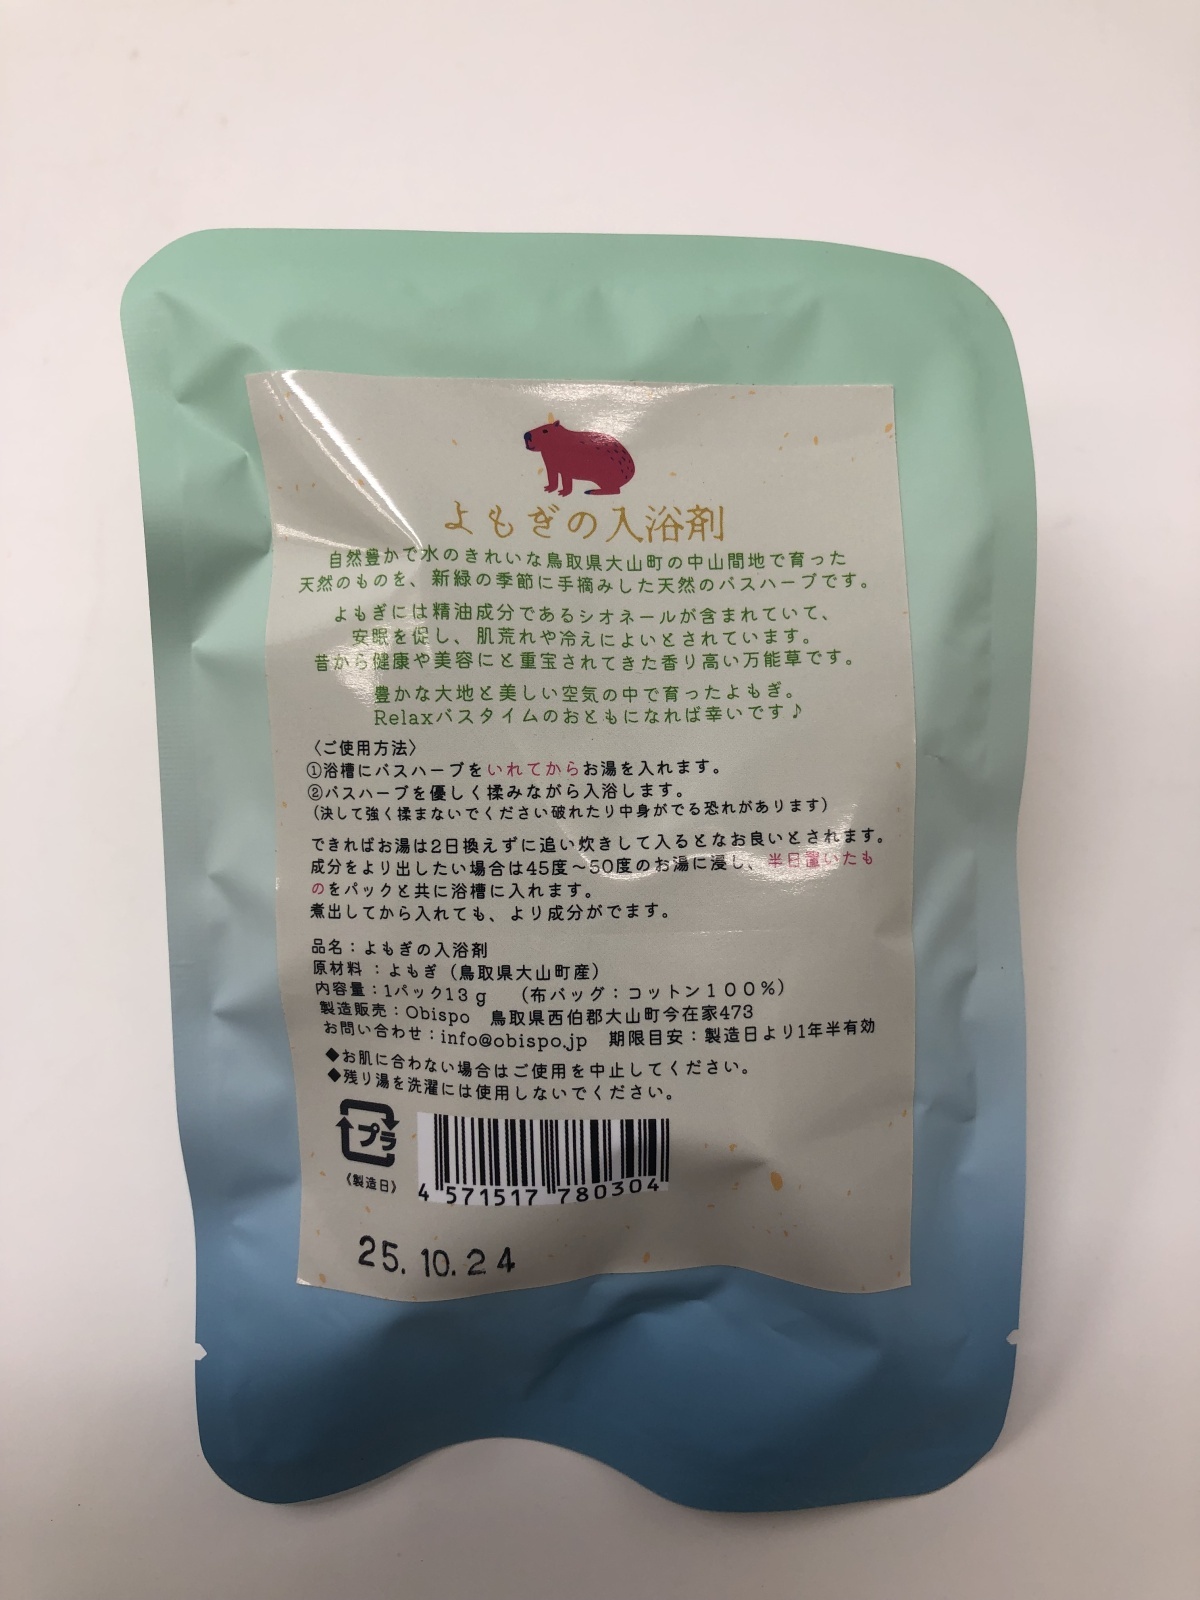 よもぎの入浴剤
自然豊かで水のきれいな鳥取県大山町の中山間地で育った
天然のものを、新緑の季節に手摘みした天然のバスハーブです。
よもぎには精油成分であるシオネールが含まれていて、
安眠を促し、肌荒れや冷えによいとされています。
昔から健康や美容にと重宝されてきた香り高い万能草です。
豊かな大地と美しい空気の中で育ったよもぎ。
Relaxバスタイムのおともになれば幸いです♪
〈ご使用方法〉
①浴槽にバスハーブをいれてからお湯を入れます。
②バスハーブを優しく揉みながら入浴します。
(決して強く揉まないでください破れたり中身がでる恐れがあります)
できればお湯は2日換えずに追い炊きして入るとなお良いとされます。
成分をより出したい場合は45度～50度のお湯に浸し、半日置いたも
のをパックと共に浴槽に入れます。
煮出してから入れても、より成分がでます。
品名：よもぎの入浴剤
原材料 ：よもぎ（鳥取県大山町産）
内容量：1パック13ｇ　（布バッグ：コットン１００％）
製造販売：Obispo　鳥取県西伯郡大山町今在家473
お問い合わせ：info@obispo.jp　期限目安：製造日より1年半有効
◆お肌に合わない場合はご使用を中止してください。
◆残り湯を洗濯には使用しないでください。
プラ
《製造日》
4 571517 780304
25.10.24